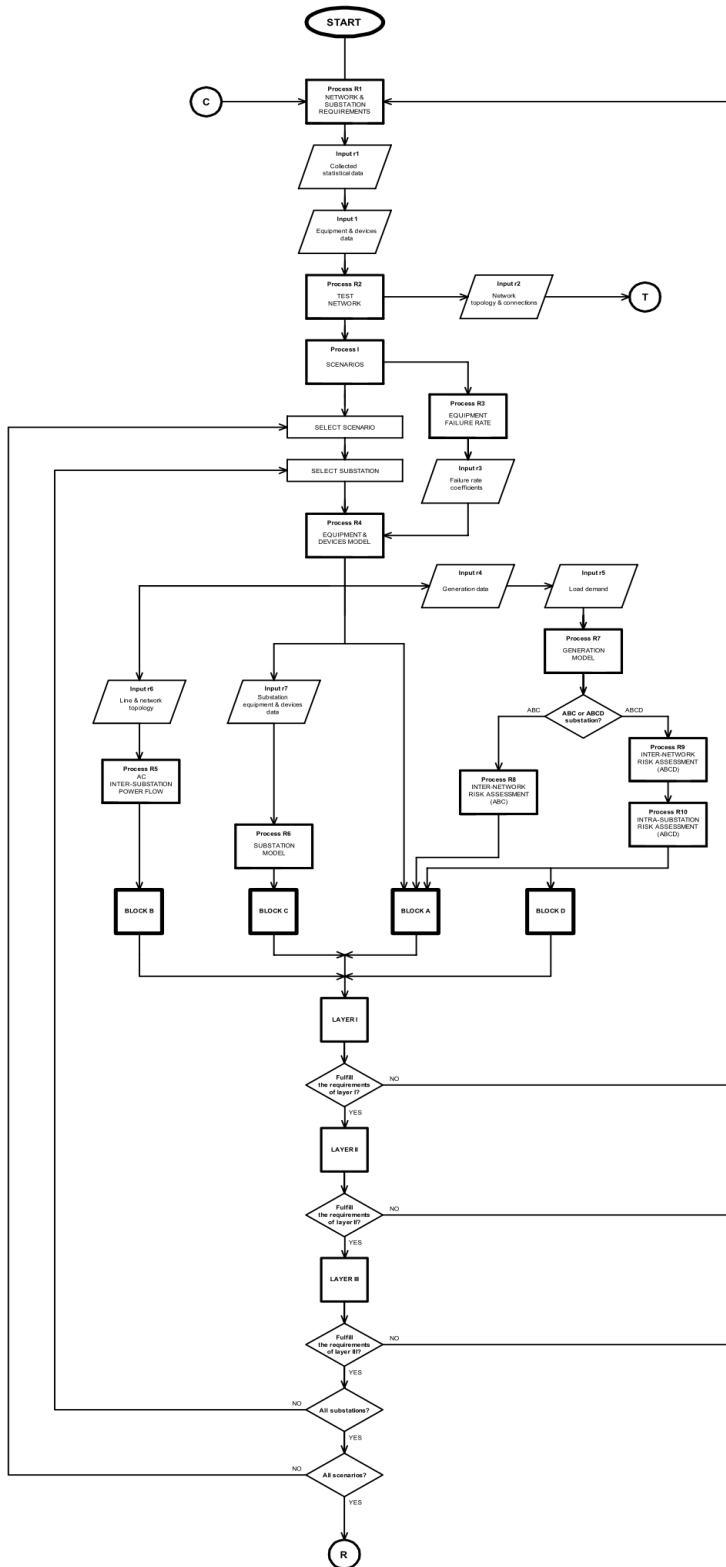 START
C
Process R1
NETWORK &
SUBSTATION
REQUIREMENTS
Input r1
Collected
statistical data
Input 1
Equipment & devices
data
Process R2
TEST
NETWORK
Input r2
Network
topology & connections
T
Process I
SCENARIOS
Process R3
EQUIPMENT
FAILURE RATE
SELECT SCENARIO
SELECT SUBSTATION
Input r3
Failure rate
coefficients
Process R4
EQUIPMENT &
DEVICES MODEL
Input r4
Generation data
Input r5
Load demand
Process R7
GENERATION
MODEL
Input r6
Line & network
topology
Input r7
Substation
equipment & devices
data
ABC
ABC or ABCD
substation?
ABCD
Process R5
AC
INTER-SUBSTATION
POWER FLOW
Process R8
INTER-NETWORK
RISK ASSESSMENT
(ABC)
Process R9
INTER-NETWORK
RISK ASSESSMENT
(ABCD)
Process R6
SUBSTATION
MODEL
Process R10
INTRA-SUBSTATION
RISK ASSESSMENT
(ABCD)
BLOCK B
BLOCK C
BLOCK A
BLOCK D
LAYER I
Fulfill
the requirements
of layer I?
NO
YES
LAYER II
Fulfill
the requirements
of layer II?
NO
YES
LAYER III
Fulfill
the requirements
of layer III?
NO
YES
NO
All substations?
YES
NO
All scenarios?
YES
R